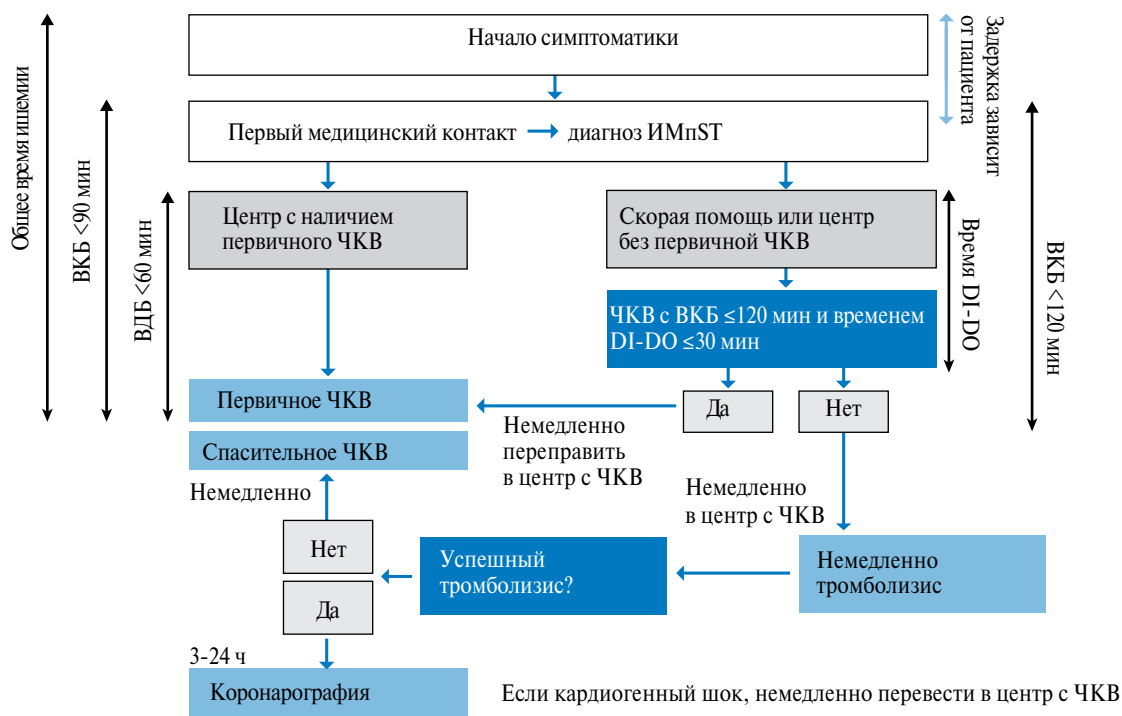 Начало симптоматики
Задержка зависит
от пациента
Общее время ишемии
ВКБ <90 мин
ВДБ <60 мин
Первый медицинский контакт
диагноз ИМпST
Центр с наличием
первичного ЧКВ
Скорая помощь или центр
без первичной ЧКВ
Время DI-DO
ВКБ <120 мин
ЧКВ с ВКБ ≤120 мин и временем
DI-DO ≤30 мин
Первичное ЧКВ
Да
Нет
Немедленно
переправить
в центр с ЧКВ
Спасительное ЧКВ
Немедленно
Немедленно
в центр с ЧКВ
Нет
Да
Успешный
тромболизис?
Немедленно
тромболизис
3-24 ч
Коронарография
Если кардиогенный шок, немедленно перевести в центр с ЧКВ